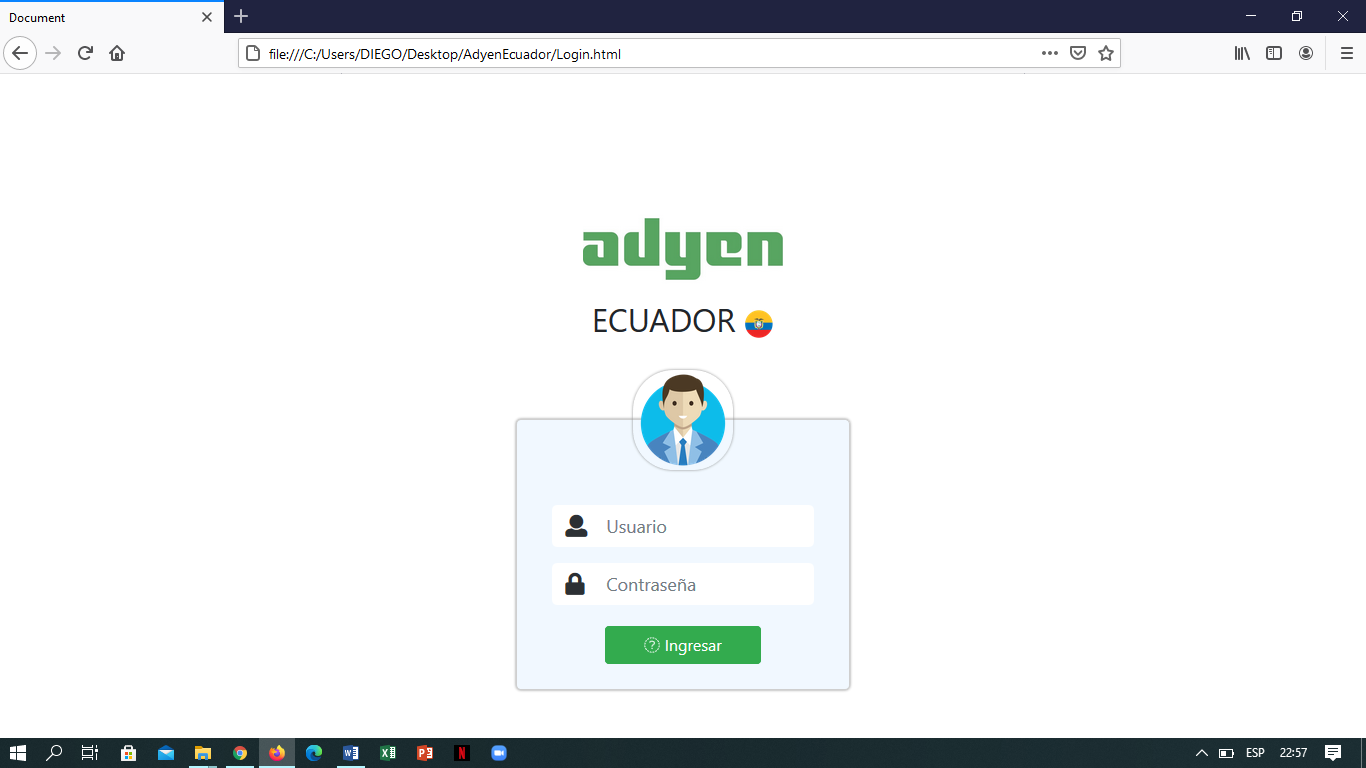 Document
file:///C:/Users/DIEGO/Desktop/AdyenEcuador/Login.html
adyen
ECUADOR
Usuario
Contraseña
Ingresar
ESP 22:57